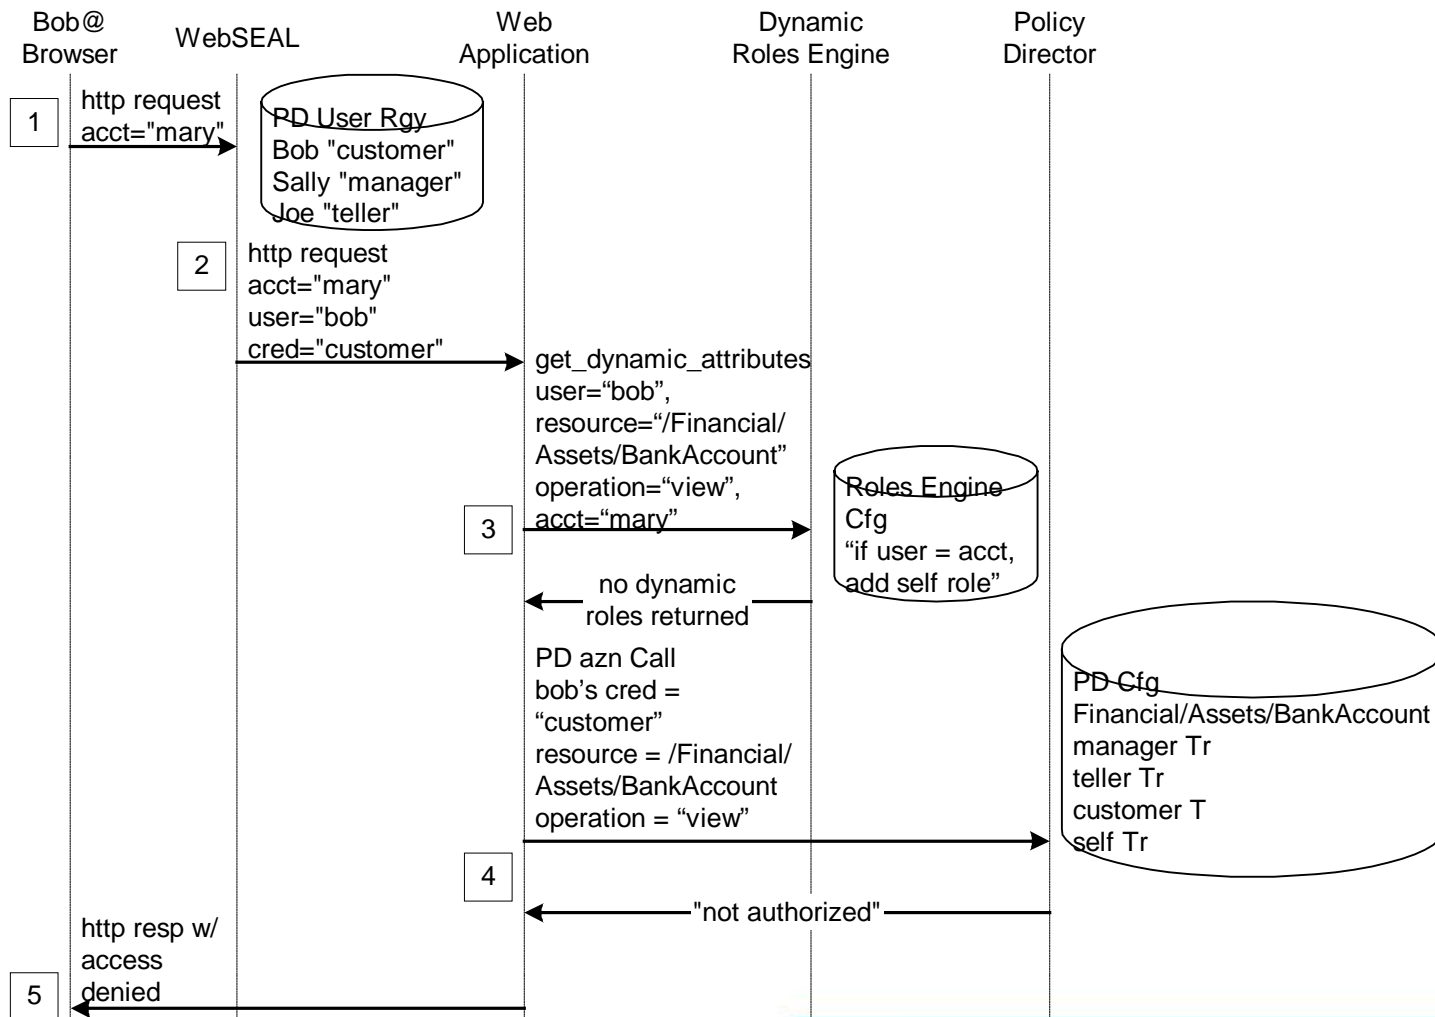 Bob@
Browser
WebSEAL
Web
Application
Dynamic
Roles Engine
Policy
Director
1
http request
acct="mary"
PD User Rgy
Bob "customer"
Sally "manager"
Joe "teller"
2
http request
acct="mary"
user="bob"
cred="customer"
get_dynamic_attributes
user=“bob”,
resource=“/Financial/
Assets/BankAccount”
operation=“view”,
acct=“mary”
3
Roles Engine
Cfg
“if user = acct,
add self role”
no dynamic
roles returned
PD azn Call
bob’s cred =
“customer”
resource = /Financial/
Assets/BankAccount
operation = “view”
PD Cfg
Financial/Assets/BankAccount
manager Tr
teller Tr
customer T
self Tr
4
"not authorized"
http resp w/
access
denied
5